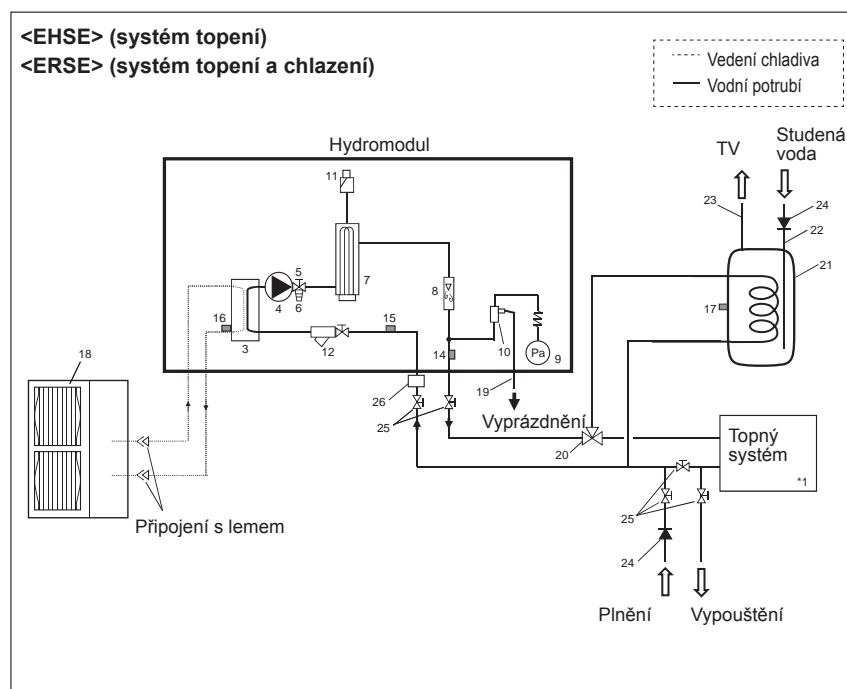 <EHSE> (systém topení)
<ERSE> (systém topení a chlazení)
Vedení chladiva
Vodní potrubí
Hydromodul
TV
Studená
voda
11
23
24
22
21
5
4
6
7
8
16
3
15
12
17
14
10
Pa
9
18
26
19
25
Vyprázdnění
20
Topný
systém
*1
Připojení s lemem
25
24
Plnění
Vypouštění